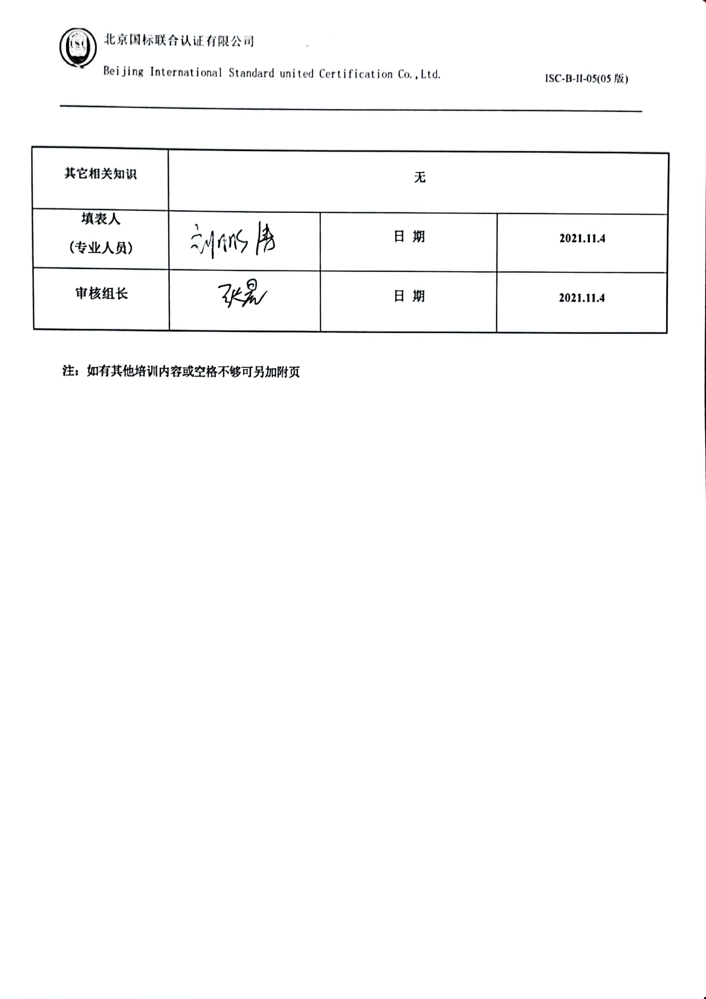 ISC
北京国标联合认证有限公司
Beijing International Standard united Certification Co.,Ltd.
ISC-B-II-05(05 版)
其它相关知识
无
填表人
(专业人员)
日 期
2021.11.4
审核组长
张
日 期
2021.11.4
注：如有其他培训内容或空格不够可另加附页